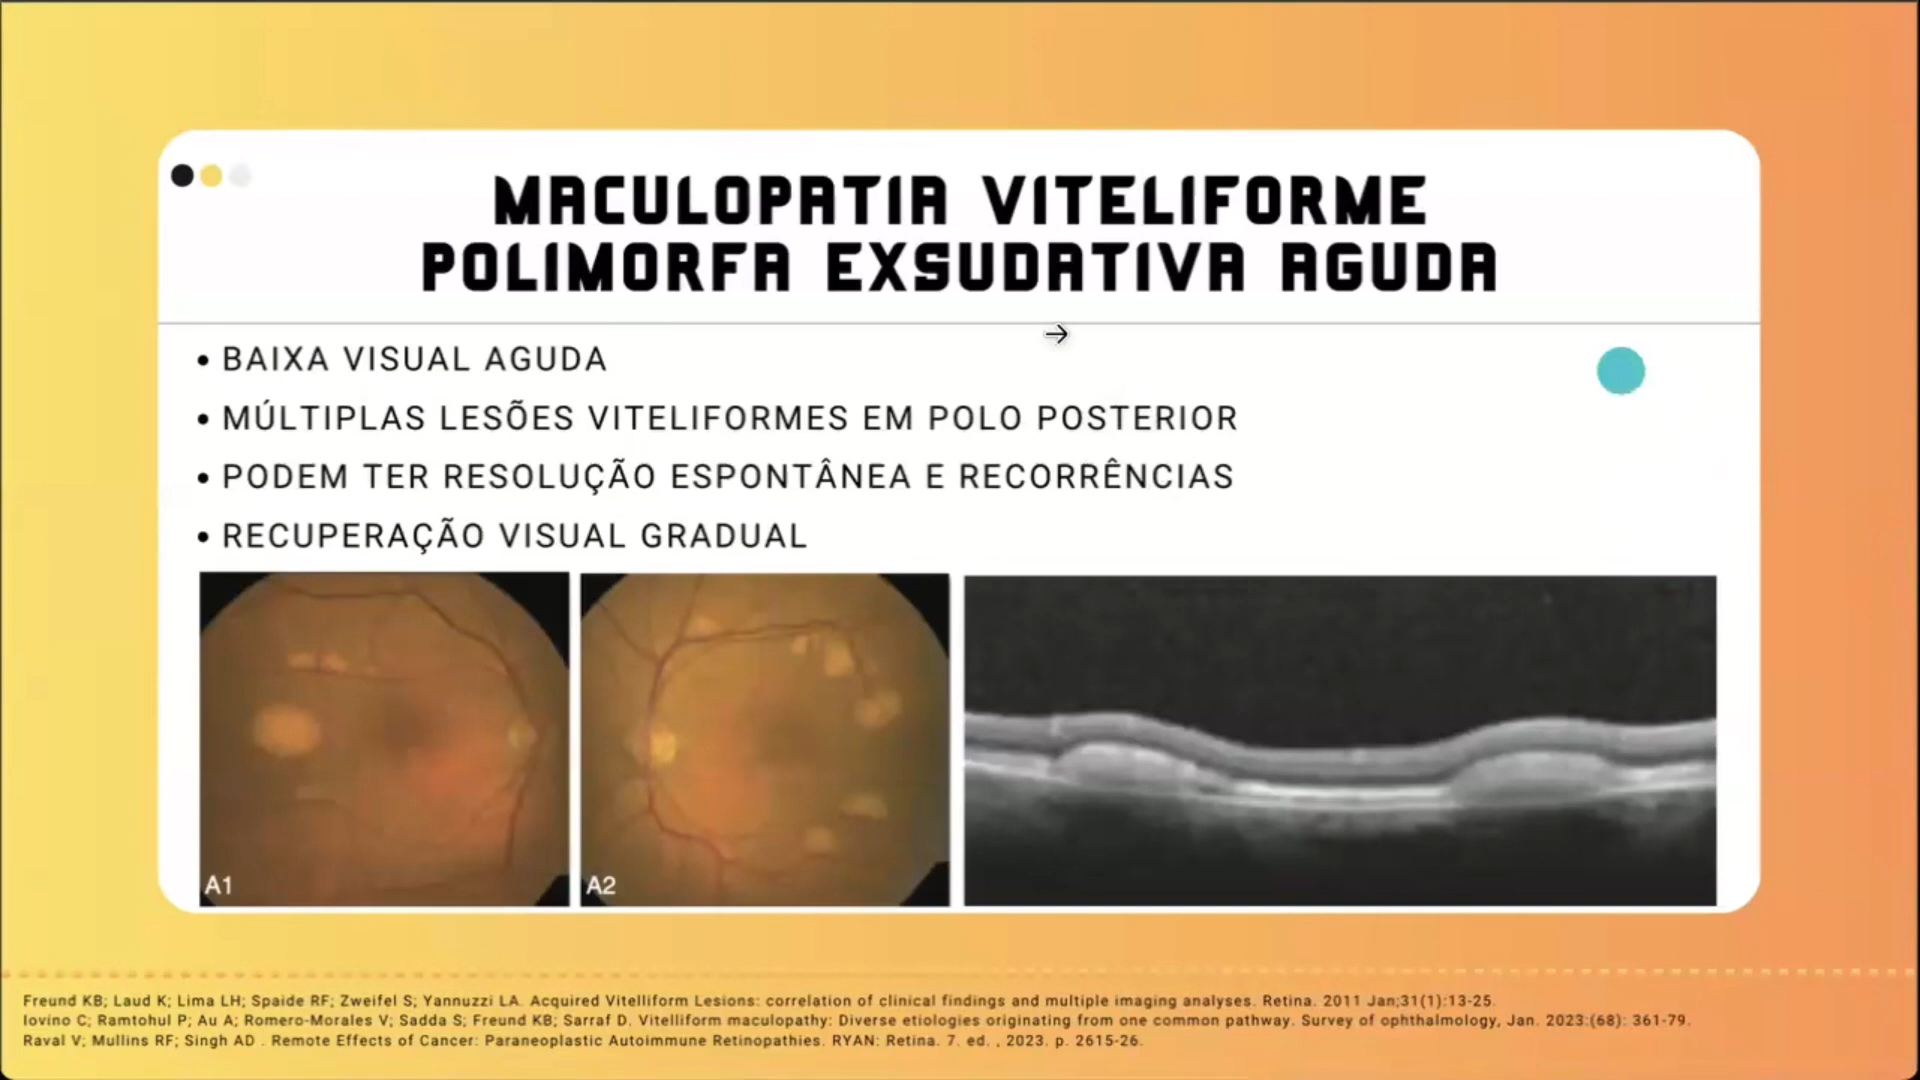 MACULOPATIA VITELIFORME
POLIMORFA EXSUDATIVA AGUDA
• BAIXA VISUAL AGUDA
• MÚLTIPLAS LESÕES VITELIFORMES EM POLO POSTERIOR
• PODEM TER RESOLUÇÃO ESPONTÂNEA E RECORRÊNCIAS
• RECUPERAÇÃO VISUAL GRADUAL
A1
A2
Freund KB; Laud K; Lima LH; Spaide RF; Zweifel S; Yannuzzi LA. Acquired Vitelliform Lesions: correlation of clinical findings and multiple imaging analyses. Retina. 2011 Jan;31(1):13-25.
Iovino C; Ramtohul P; Au A; Romero-Morales V; Sadda S; Freund KB; Sarraf D. Vitelliform maculopathy: Diverse etiologies originating from one common pathway. Survey of ophthalmology, Jan. 2023:(68): 361-79.
Raval V; Mullins RF; Singh AD . Remote Effects of Cancer: Paraneoplastic Autoimmune Retinopathies. RYAN: Retina. 7. ed. , 2023. p. 2615-26.